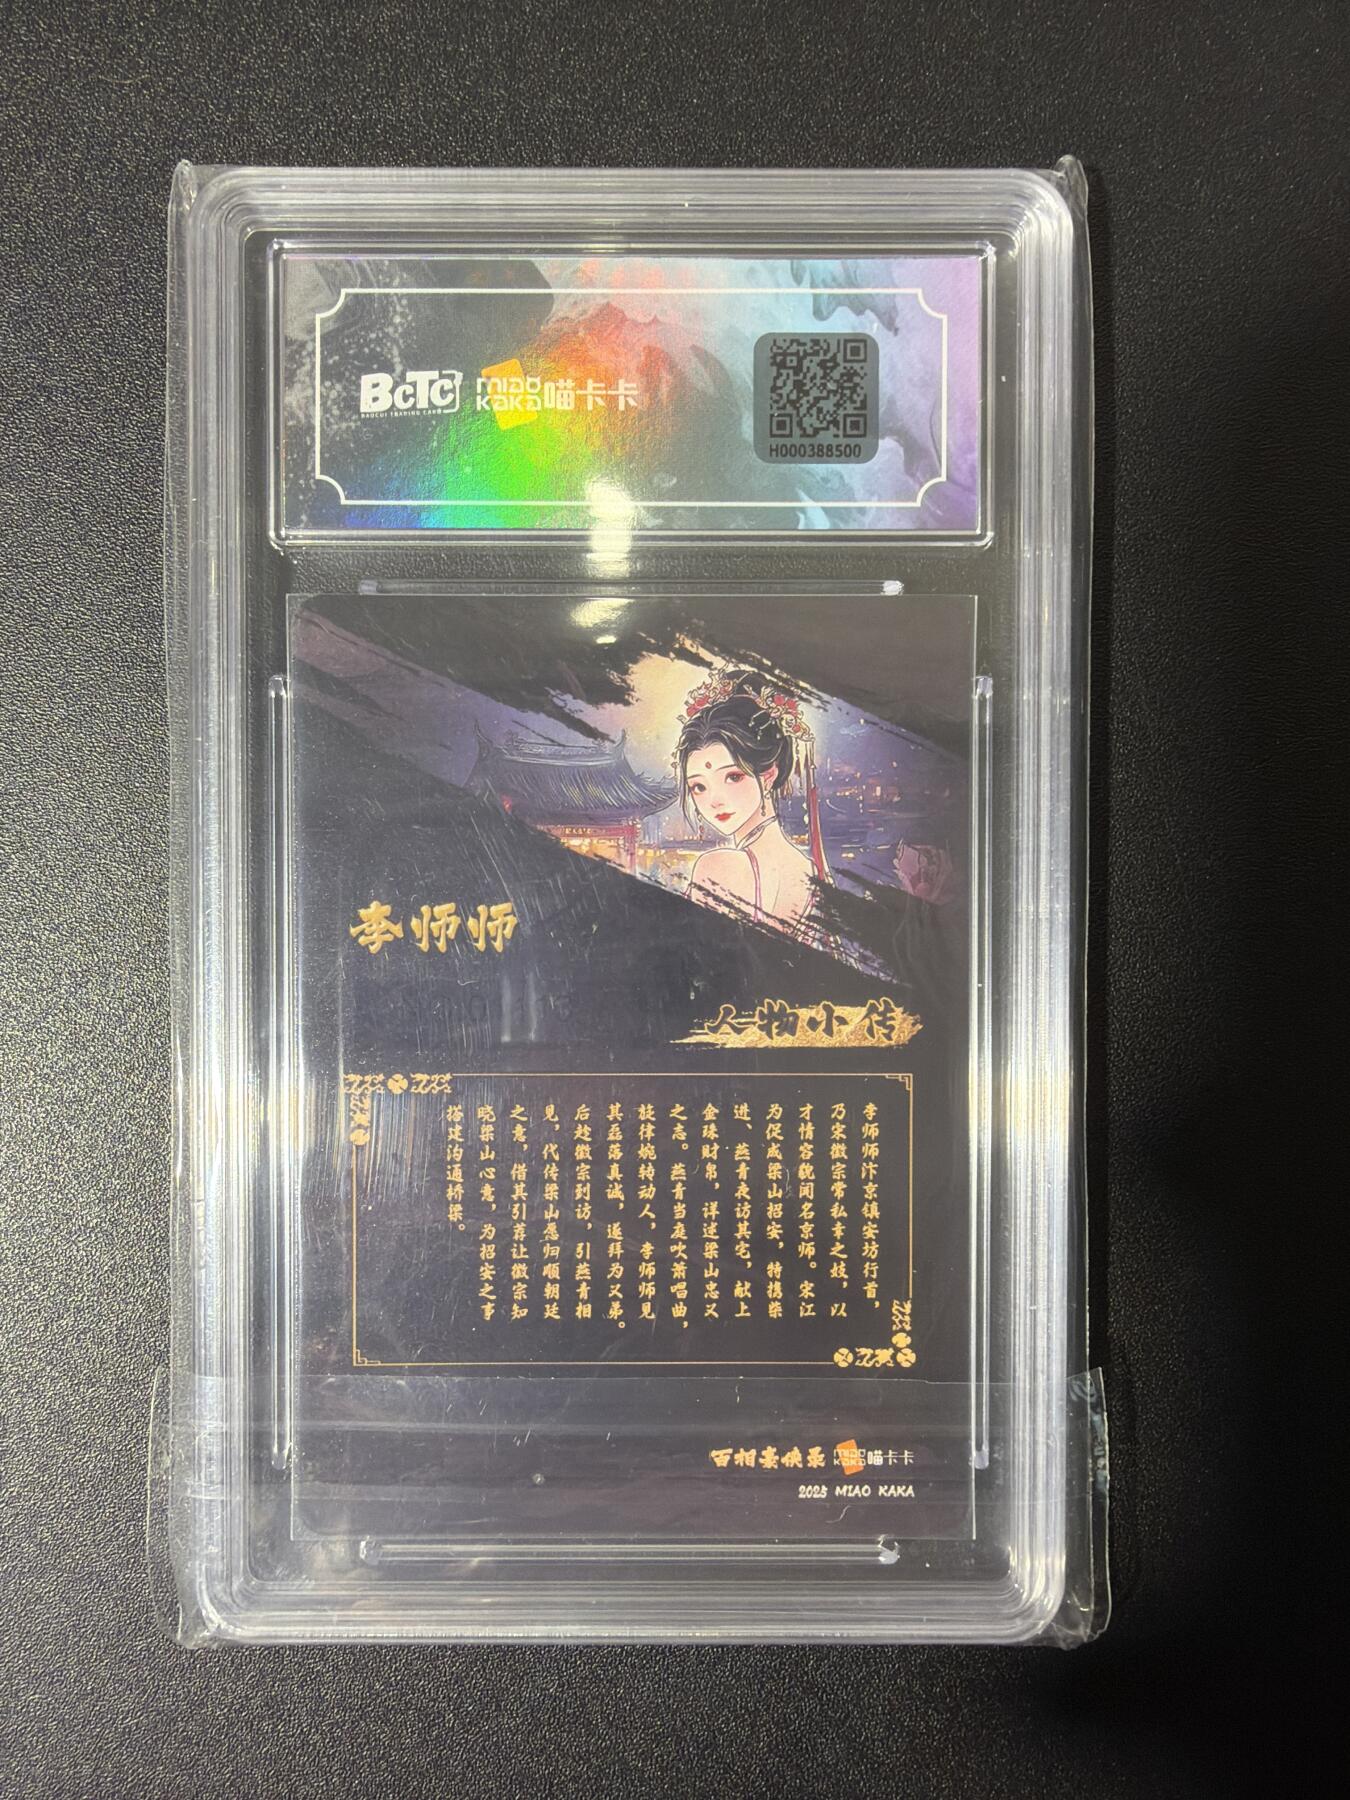 BCTC
BAOCUI TRADING CARD
MIAO KAKA 喵卡卡
H000388500
李师师
人物小传
李师师汴京镇安坊行首，
乃宋徽宗常私幸之妓，以
才情容貌闻名京师。宋江
为促成梁山招安，特携柴
进、燕青夜访其宅，献上
金珠财帛，详述梁山忠义
之志。燕青当庭吹箫唱曲，
旋律婉转动人，李师师见
其磊落真诚，遂拜为义弟。
后趁徽宗到访，引燕青相
见，代传梁山愿归顺朝廷
之意，借其引荐让徽宗知
晓梁山心意，为招安之事
搭建沟通桥梁。
百相豪侠录 MIAO KAKA 喵卡卡
2025 MIAO KAKA